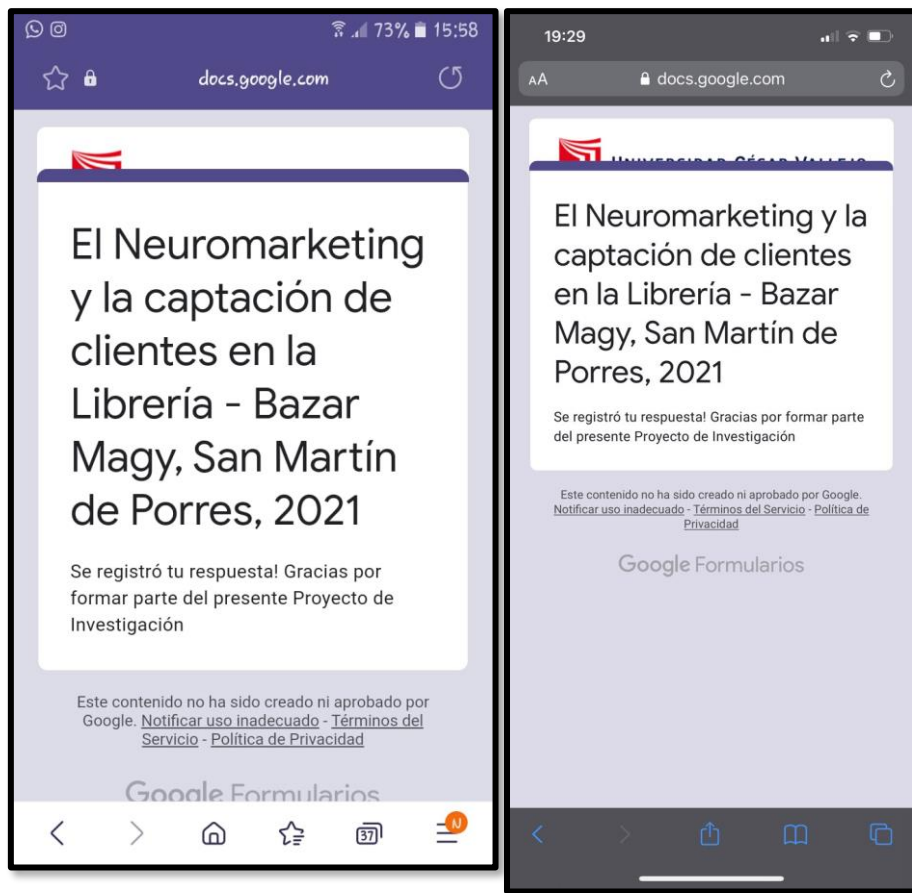 73% 15:58
docs.google.com
El Neuromarketing
y la captación de
clientes en la
Librería - Bazar
Magy, San Martín
de Porres, 2021
Se registró tu respuesta! Gracias por
formar parte del presente Proyecto de
Investigación
Este contenido no ha sido creado ni aprobado por
Google. Notificar uso inadecuado - Términos del
Servicio - Política de Privacidad
Google Formularios
37
N
19:29
AA docs.google.com
UNIVERSIDAD CÉSAR VALLEJO
El Neuromarketing y la
captación de clientes
en la Librería - Bazar
Magy, San Martín de
Porres, 2021
Se registró tu respuesta! Gracias por formar parte
del presente Proyecto de Investigación
Este contenido no ha sido creado ni aprobado por Google.
Notificar uso inadecuado - Términos del Servicio - Política de
Privacidad
Google Formularios